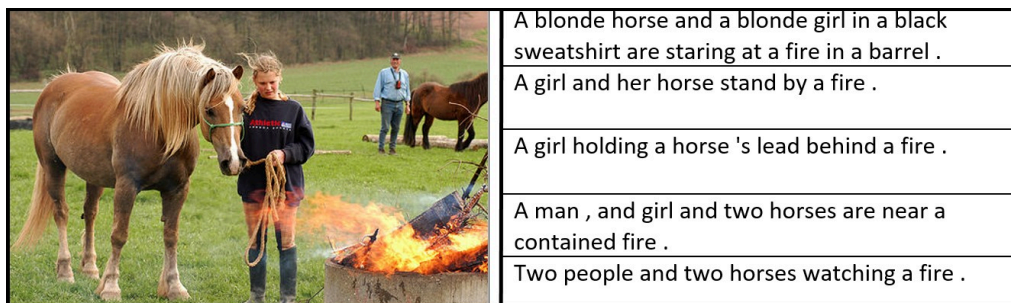 Athletic
A blonde horse and a blonde girl in a black
sweatshirt are staring at a fire in a barrel .
A girl and her horse stand by a fire .
A girl holding a horse 's lead behind a fire .
A man , and girl and two horses are near a
contained fire .
Two people and two horses watching a fire .